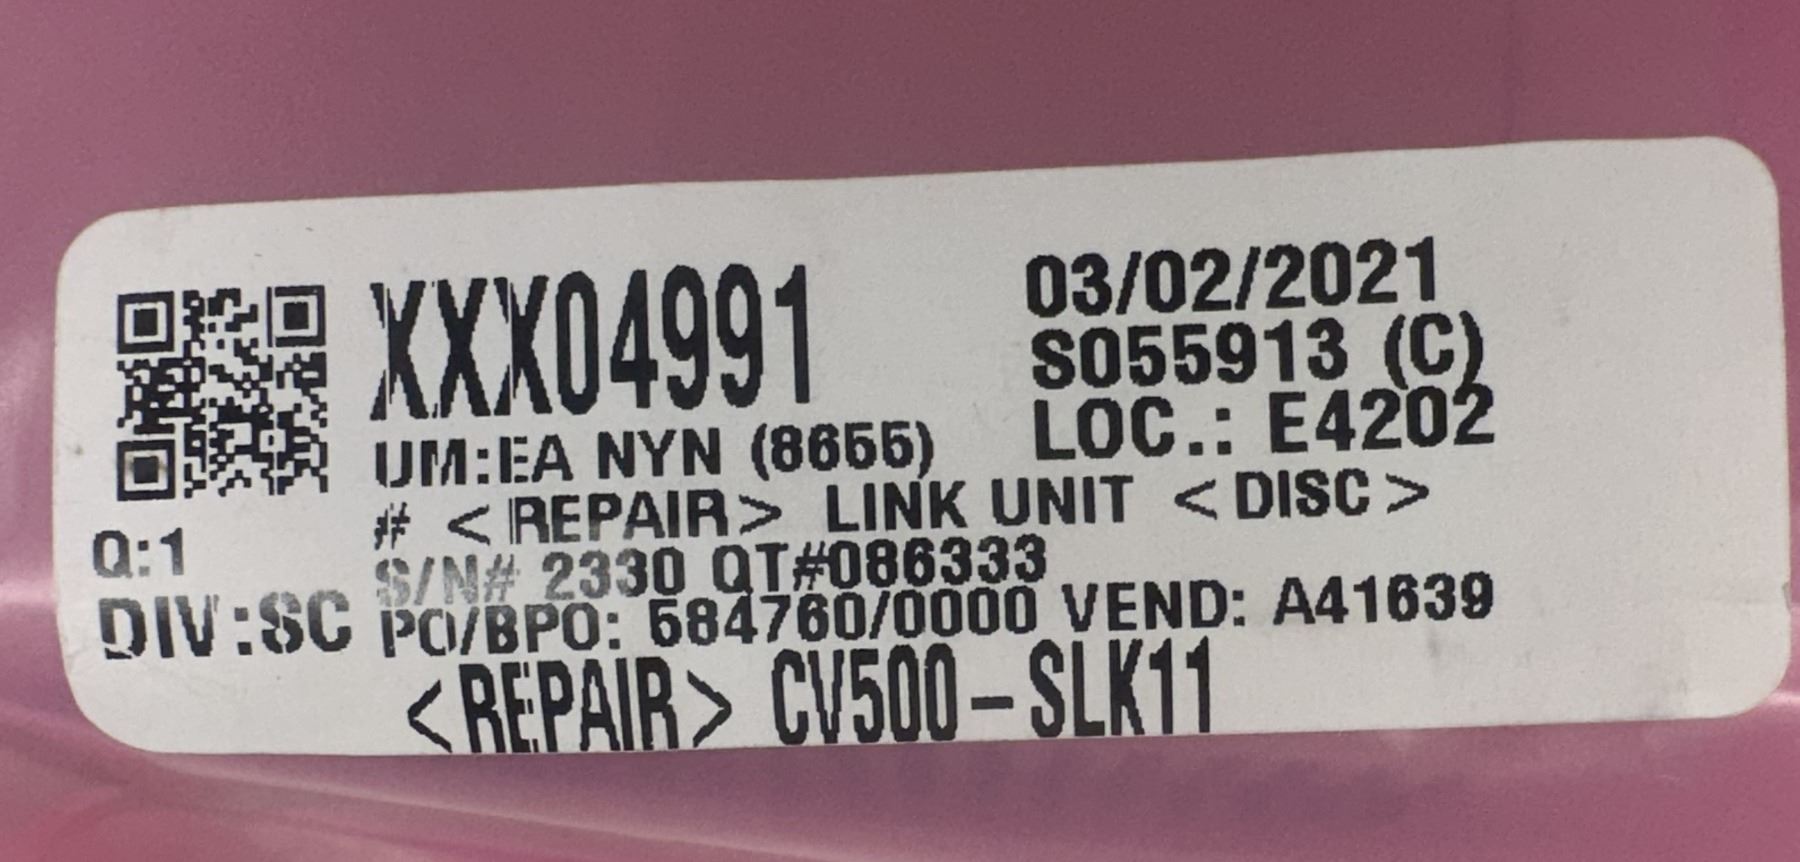 XXX04991
03/02/2021
S055913 (C)
UM:EA NYN (8655)
LOC.: E4202
# <REPAIR> LINK UNIT <DISC>
Q:1
S/N# 2330 QT#086333
DIV:SC
PO/BPO: 584760/0000 VEND: A41639
<REPAIR> CV500-SLK11